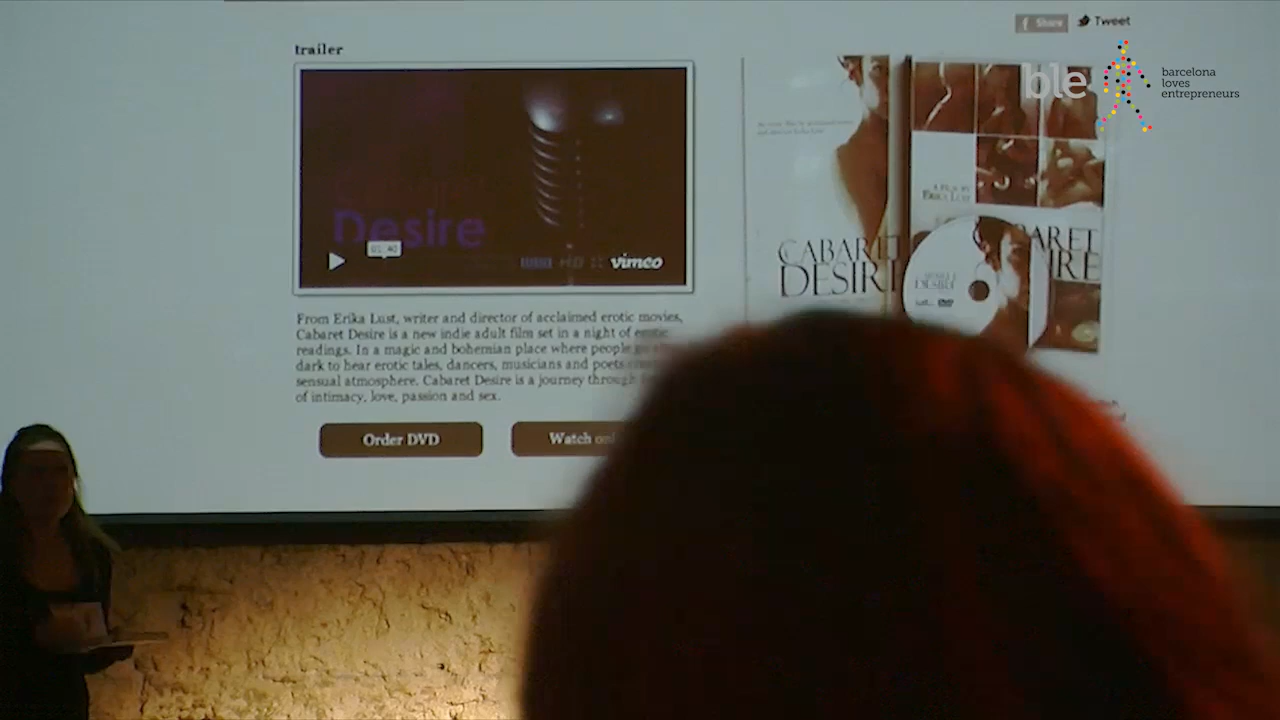 Share
Tweet
ble
barcelona
loves
entrepreneurs
trailer
Desire
vimeo
CABARET
DESIRE
ERIKA LUST
From Erika Lust, writer and director of acclaimed erotic movies,
Cabaret Desire is a new indie adult film set in a night of erotic
readings. In a magic and bohemian place where people
dark to hear erotic tales, dancers, musicians and poets
sensual atmosphere. Cabaret Desire is a journey through
of intimacy, love, passion and sex.
Order DVD
Watch